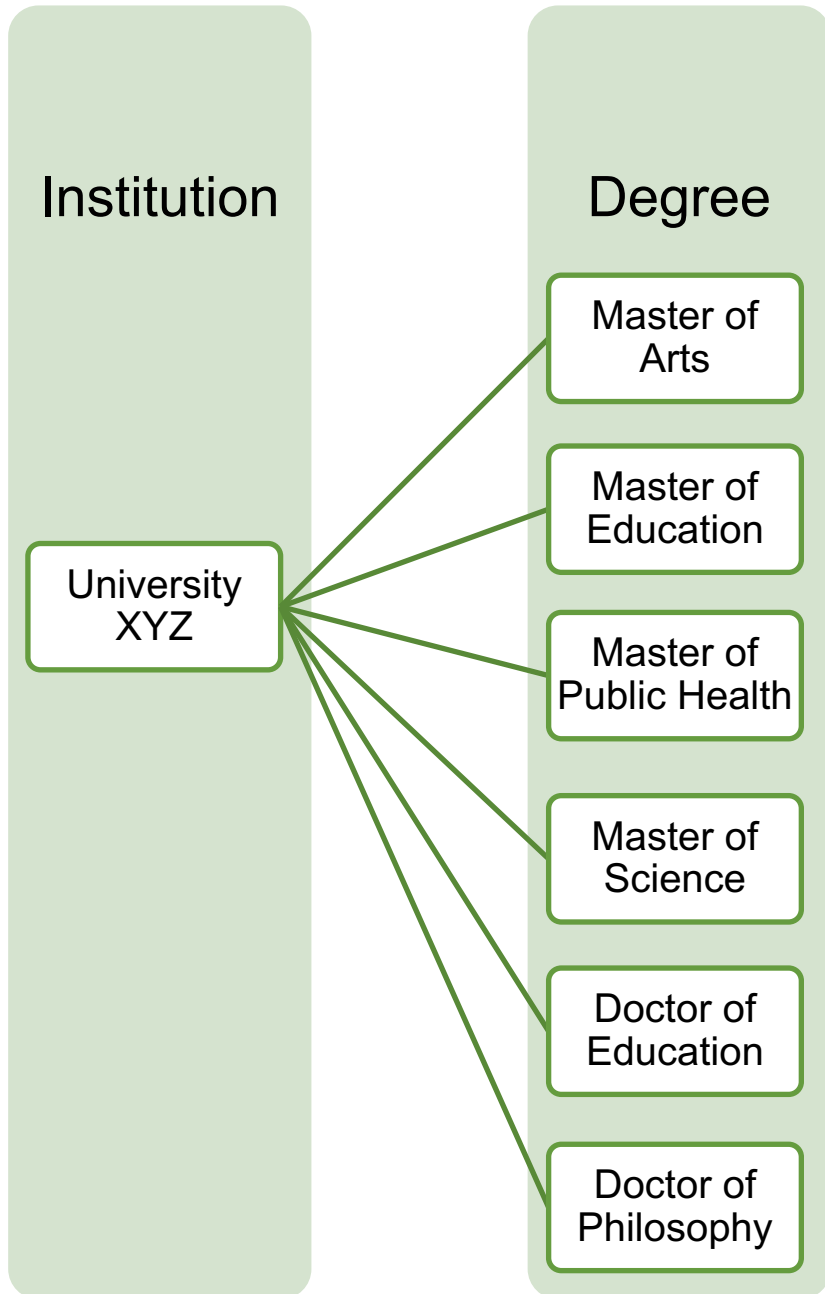 Institution
Degree
Master of
Arts
Master of
Education
University
XYZ
Master of
Public Health
Master of
Science
Doctor of
Education
Doctor of
Philosophy